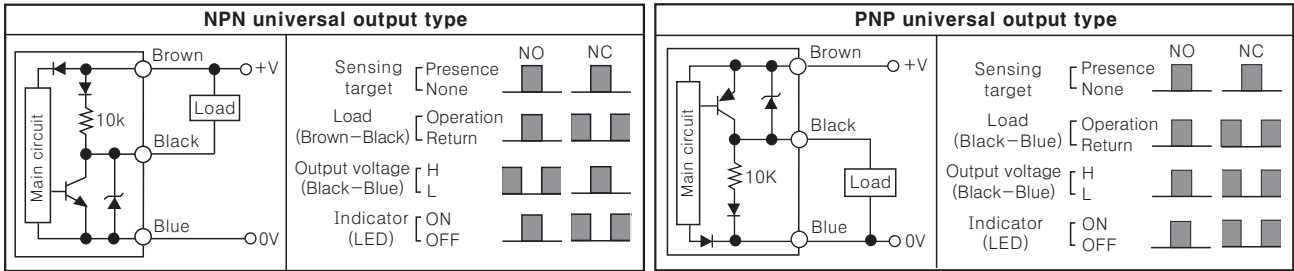 NPN universal output type
Main circuit
Brown
+V
Load
10k
Black
Blue
0V
NO NC
Sensing target
Presence
None
Load (Brown−Black)
Operation
Return
Output voltage (Black−Blue)
H
L
Indicator (LED)
ON
OFF
PNP universal output type
Main circuit
Brown
+V
Black
10K
Load
Blue
0V
NO NC
Sensing target
Presence
None
Load (Black−Blue)
Operation
Return
Output voltage (Black−Blue)
H
L
Indicator (LED)
ON
OFF